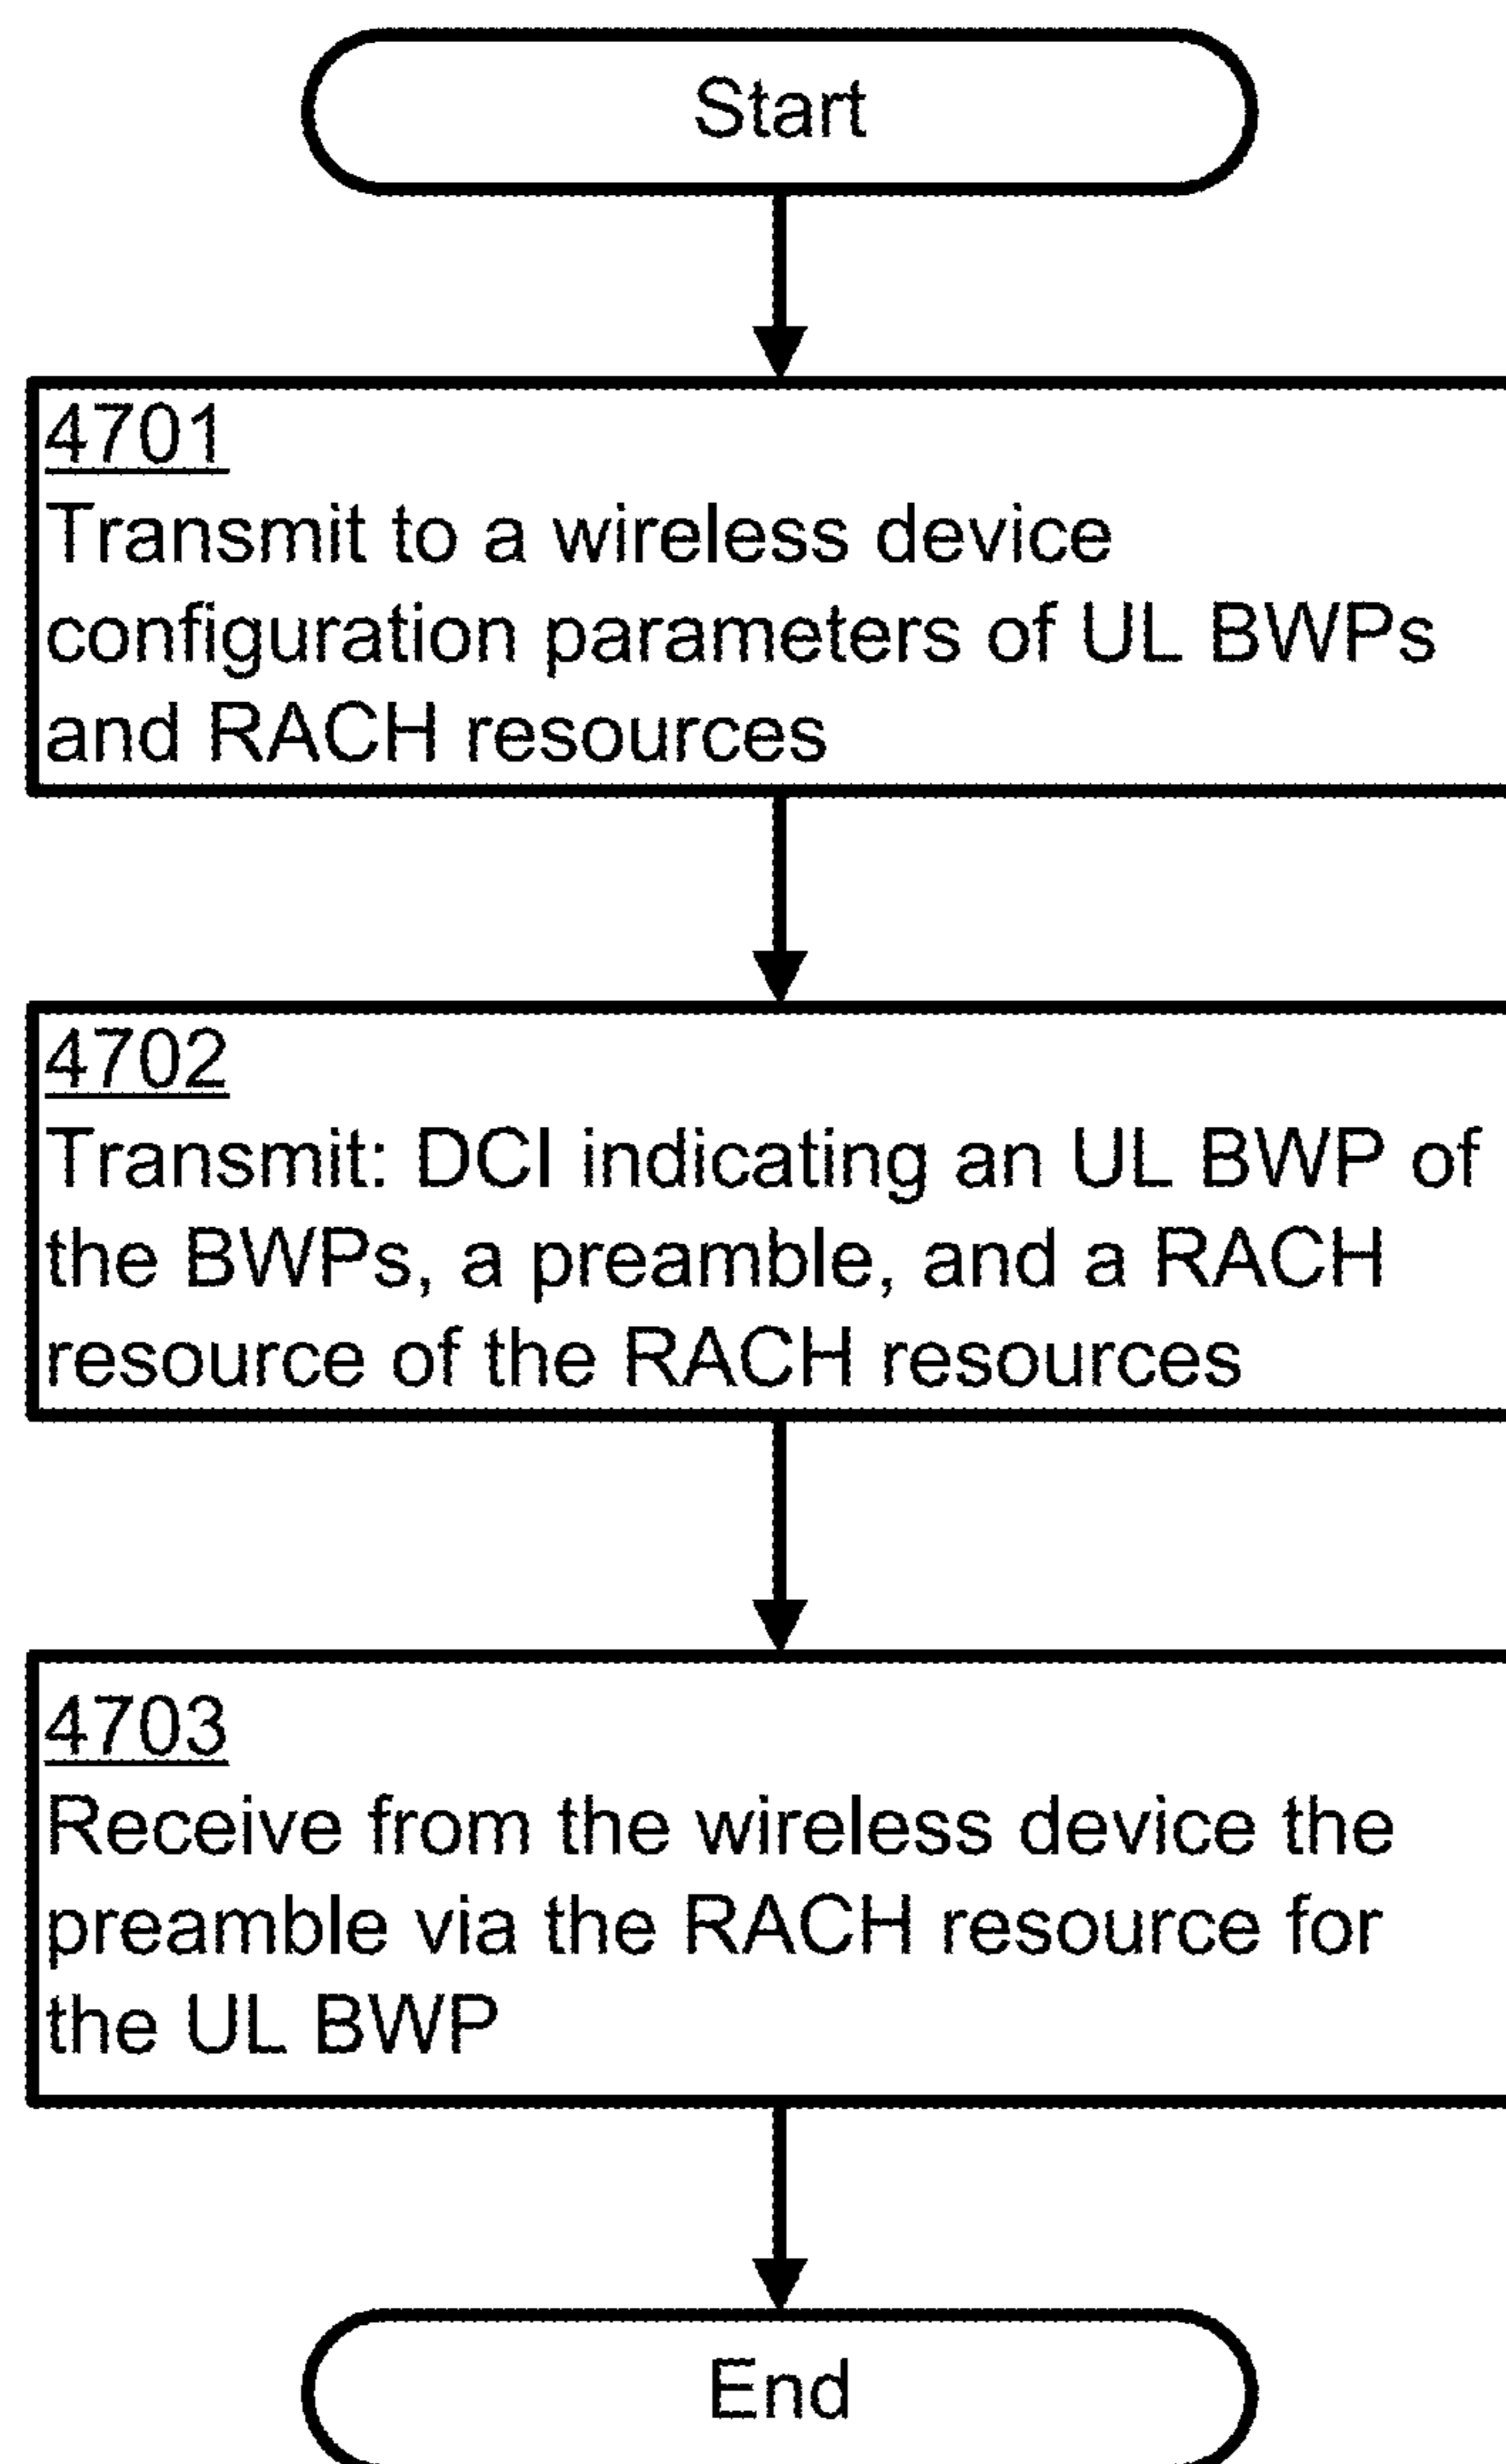 Start
4701
Transmit to a wireless device
configuration parameters of UL BWPs
and RACH resources
4702
Transmit: DCI indicating an UL BWP of
the BWPs, a preamble, and a RACH
resource of the RACH resources
4703
Receive from the wireless device the
preamble via the RACH resource for
the UL BWP
End